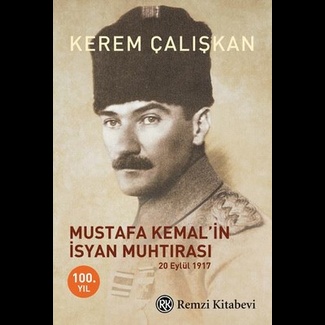 KEREM ÇALIŞKAN
MUSTAFA KEMAL'İN
İSYAN MUHTIRASI
20 Eylül 1917
100.
YIL
RK Remzi Kitabevi